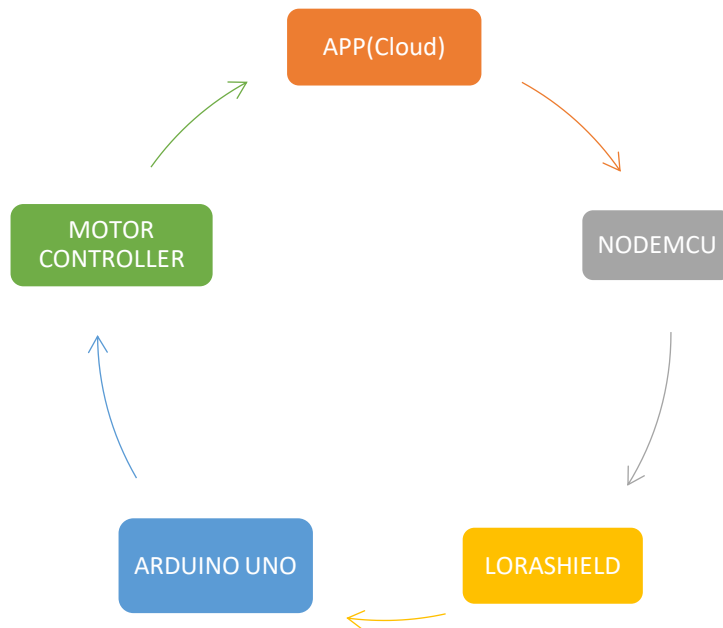 APP(Cloud)
NODEMCU
LORASHIELD
ARDUINO UNO
MOTOR
CONTROLLER